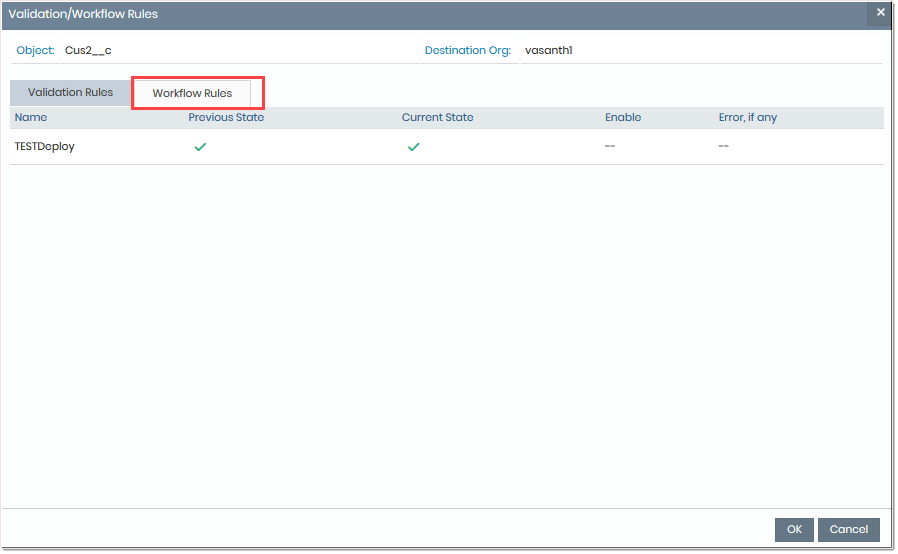 Validation/Workflow Rules ×
Object: Cus2__c Destination Org: vasanth1
Validation Rules Workflow Rules
Name Previous State Current State Enable Error, if any
TESTDeploy ✓ ✓ -- --
OK Cancel